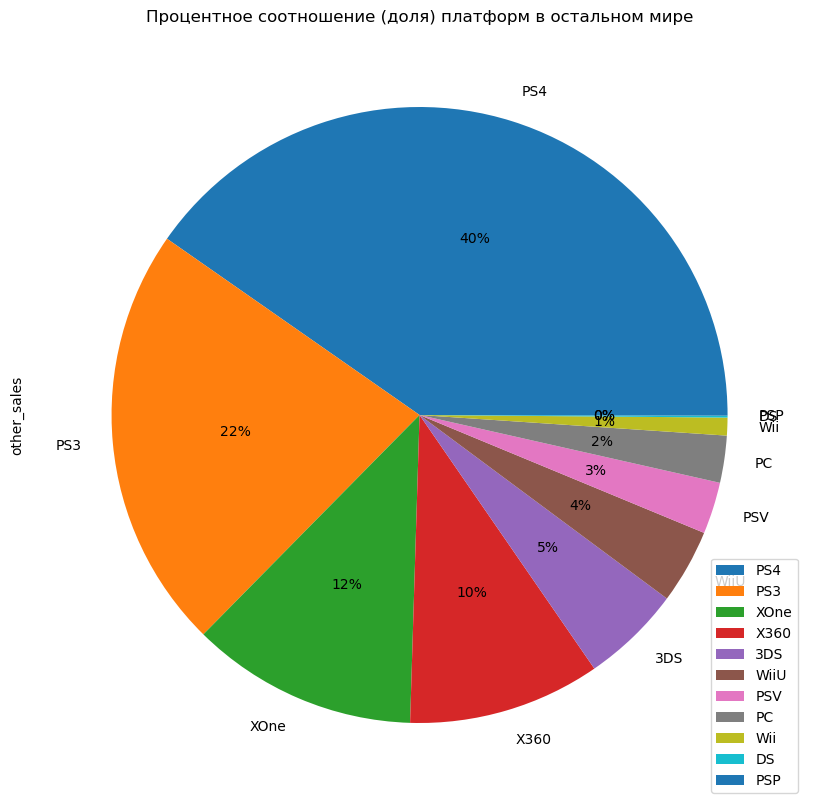 Процентное соотношение (доля) платформ в остальном мире
other_sales
PS4
40%
PS3
22%
XOne
12%
X360
10%
3DS
5%
WiiU
4%
PSV
3%
PC
2%
Wii
1%
DS
0%
PSP
0%
PS4
PS3
XOne
X360
3DS
WiiU
PSV
PC
Wii
DS
PSP